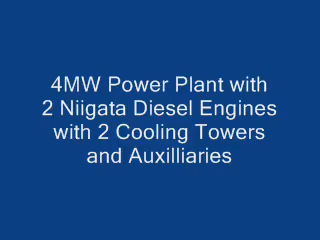 4MW Power Plant with
2 Niigata Diesel Engines
with 2 Cooling Towers
and Auxilliaries